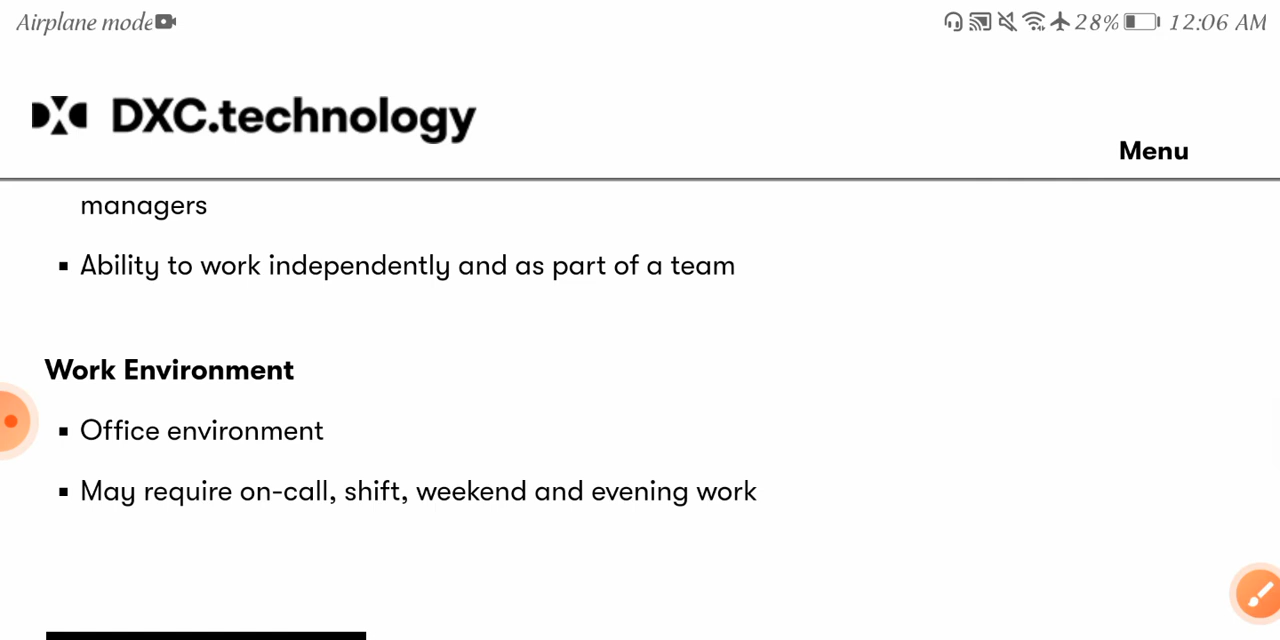 Airplane mode 28% 12:06 AM
DXC.technology
Menu
managers
▪ Ability to work independently and as part of a team
Work Environment
▪ Office environment
▪ May require on-call, shift, weekend and evening work